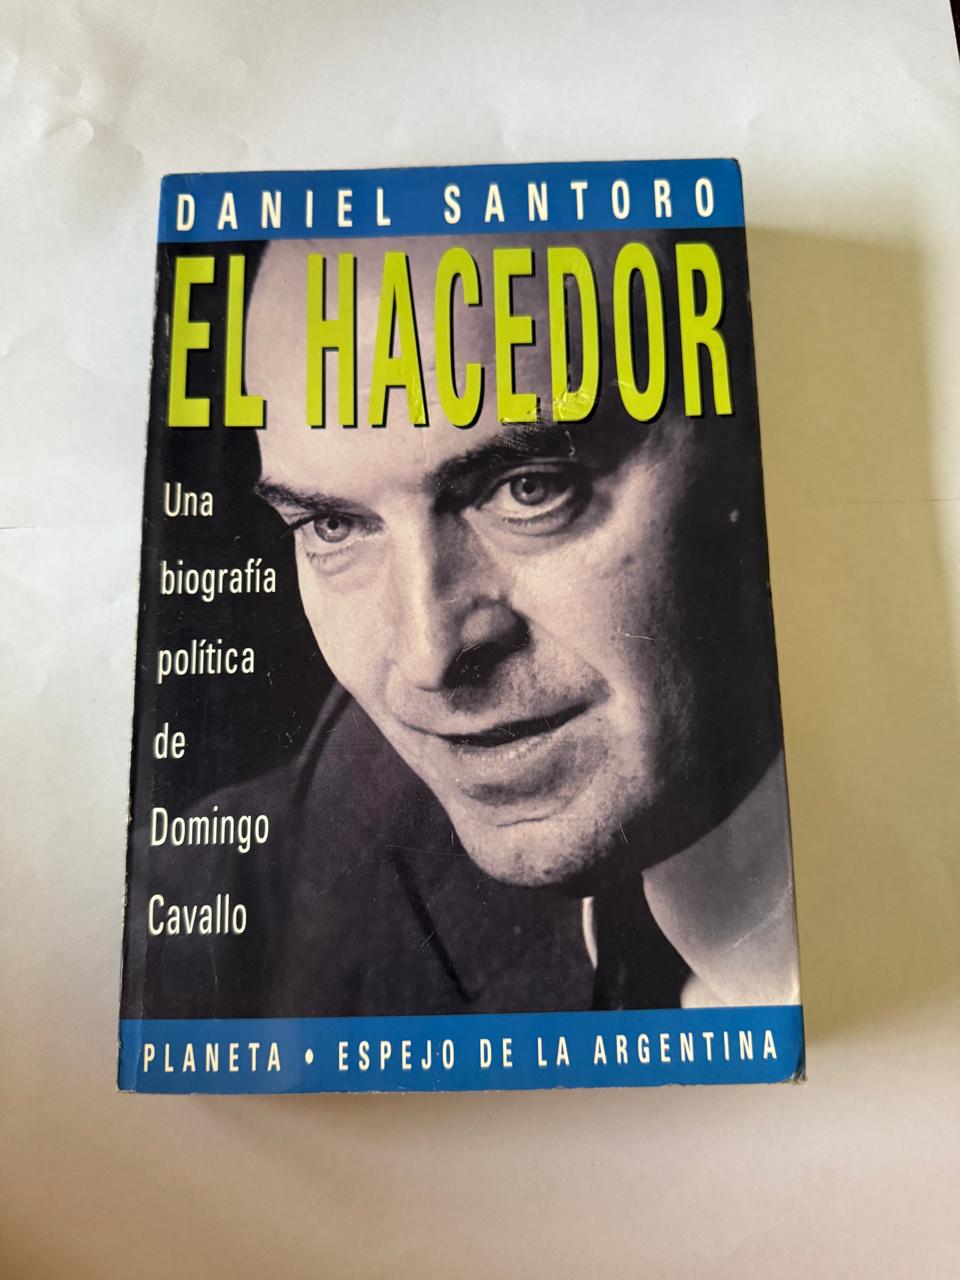 DANIEL SANTORO
EL HACEDOR
Una
biografía
política
de
Domingo
Cavallo
PLANETA • ESPEJO DE LA ARGENTINA